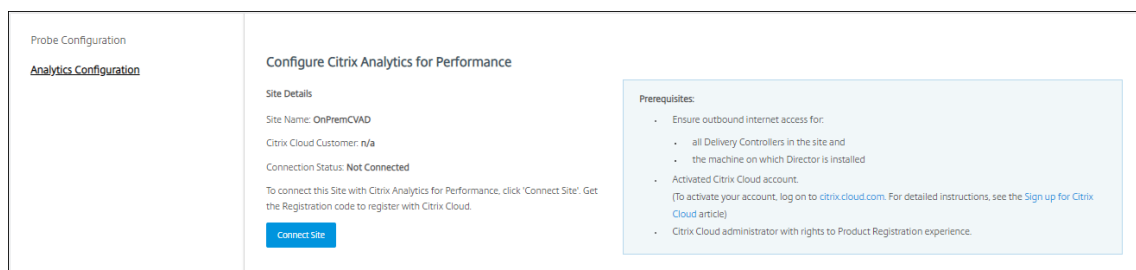 Probe Configuration
Analytics Configuration
Configure Citrix Analytics for Performance
Site Details
Site Name: OnPremCVAD
Citrix Cloud Customer: n/a
Connection Status: Not Connected
To connect this Site with Citrix Analytics for Performance, click 'Connect Site'. Get
the Registration code to register with Citrix Cloud.
Connect Site
Prerequisites:
• Ensure outbound internet access for:
• all Delivery Controllers in the site and
• the machine on which Director is installed
• Activated Citrix Cloud account.
(To activate your account, log on to citrix.cloud.com. For detailed instructions, see the Sign up for Citrix
Cloud article)
• Citrix Cloud administrator with rights to Product Registration experience.